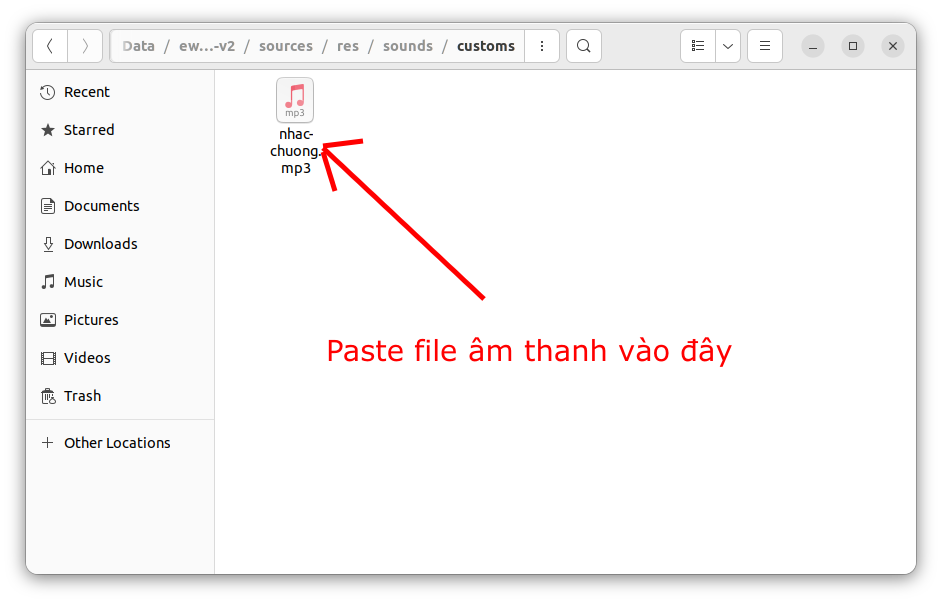 Data / ew...-v2 / sources / res / sounds / customs
Recent
Starred
Home
Documents
Downloads
Music
Pictures
Videos
Trash
Other Locations
mp3
nhac-
chuong.
mp3
Paste file âm thanh vào đây